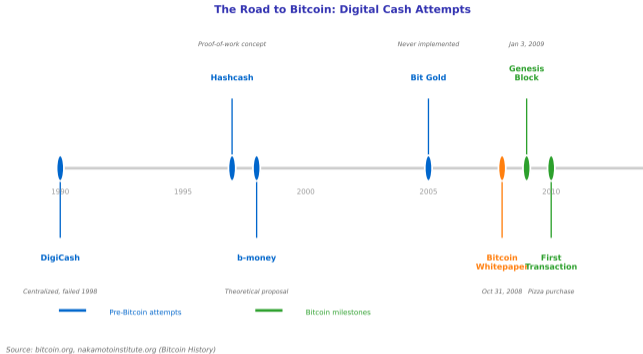 The Road to Bitcoin: Digital Cash Attempts
Proof-of-work concept
Never implemented
Jan 3, 2009
Hashcash
Bit Gold
Genesis
Block
1990
1995
2000
2005
2010
DigiCash
b-money
Bitcoin
Whitepaper
First
Transaction
Centralized, failed 1998
Theoretical proposal
Oct 31, 2008
Pizza purchase
Pre-Bitcoin attempts
Bitcoin milestones
Source: bitcoin.org, nakamotoinstitute.org (Bitcoin History)